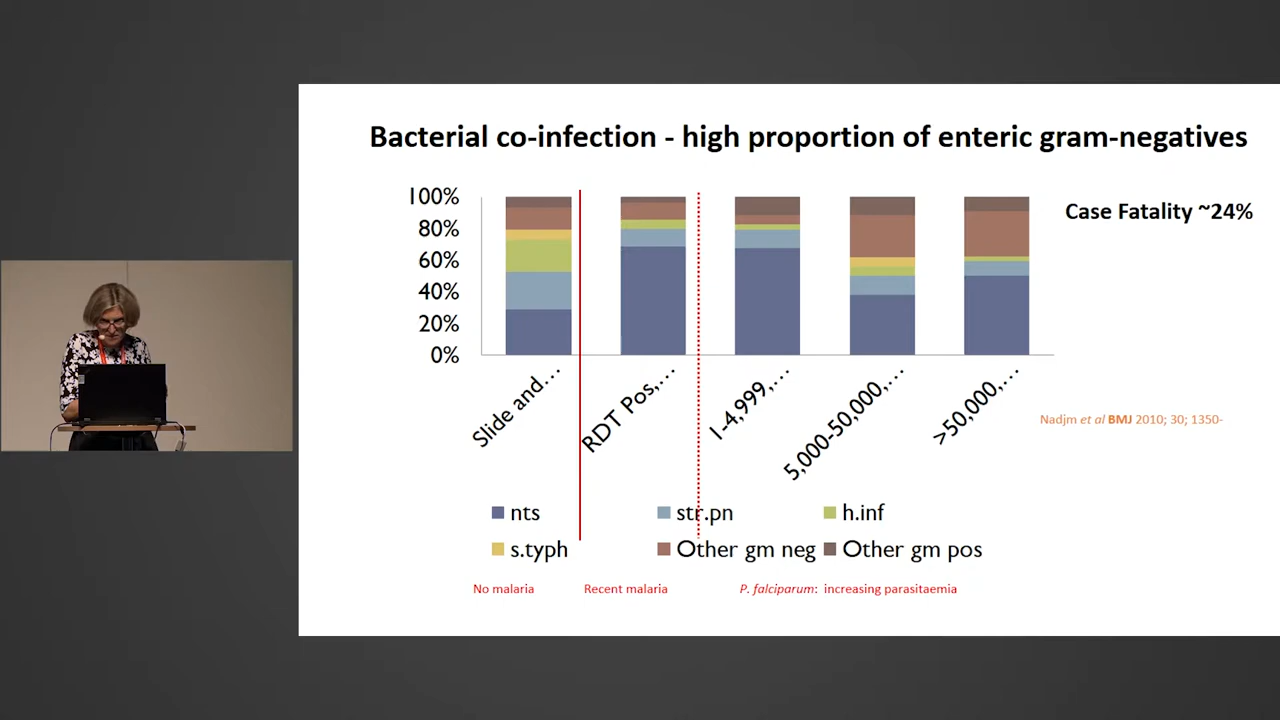 Bacterial co-infection - high proportion of enteric gram-negatives
Case Fatality ~24%
100%
80%
60%
40%
20%
0%
Slide and...
RDT Pos,...
1-4,999,...
5,000-50,000,...
>50,000,...
Nadjm et al BMJ 2010; 30; 1350-
nts
str.pn
h.inf
s.typh
Other gm neg
Other gm pos
No malaria
Recent malaria
P. falciparum: increasing parasitaemia